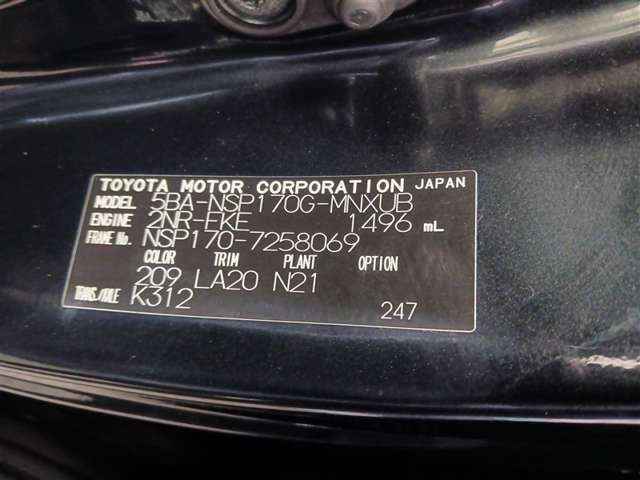 TOYOTA MOTOR CORPORATION JAPAN
MODEL 5BA-NSP170G-MNXUB
ENGINE 2NR-FKE 1496 mL
FRAME No. NSP170-7258069
COLOR TRIM PLANT OPTION
209 LA20 N21
TRANS./AXLE K312
247